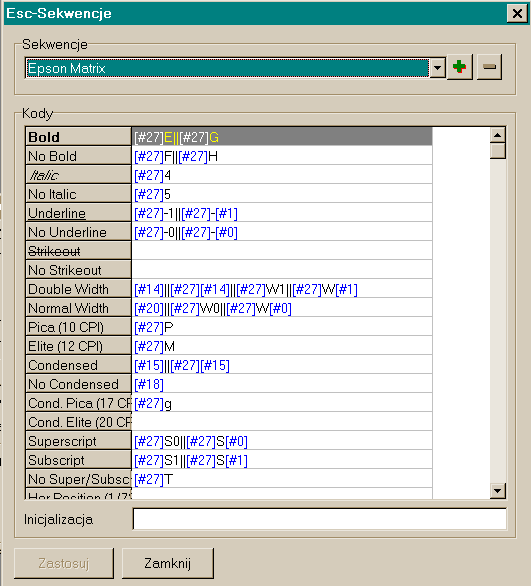 Esc-Sekwencje
Sekwencje
Epson Matrix
Kody
Bold [#27]E||[#27]G
No Bold [#27]F||[#27]H
Italic [#27]4
No Italic [#27]5
Underline [#27]-1||[#27]-[#1]
No Underline [#27]-0||[#27]-[#0]
Strikeout
No Strikeout
Double Width [#14]||[#27][#14]||[#27]W1||[#27]W[#1]
Normal Width [#20]||[#27]W0||[#27]W[#0]
Pica (10 CPI) [#27]P
Elite (12 CPI) [#27]M
Condensed [#15]||[#27][#15]
No Condensed [#18]
Cond. Pica (17 CP [#27]g
Cond. Elite (20 CP
Superscript [#27]S0||[#27]S[#0]
Subscript [#27]S1||[#27]S[#1]
No Super/Subsc [#27]T
Hor Position (1/72
Inicjalizacja
Zastosuj Zamknij